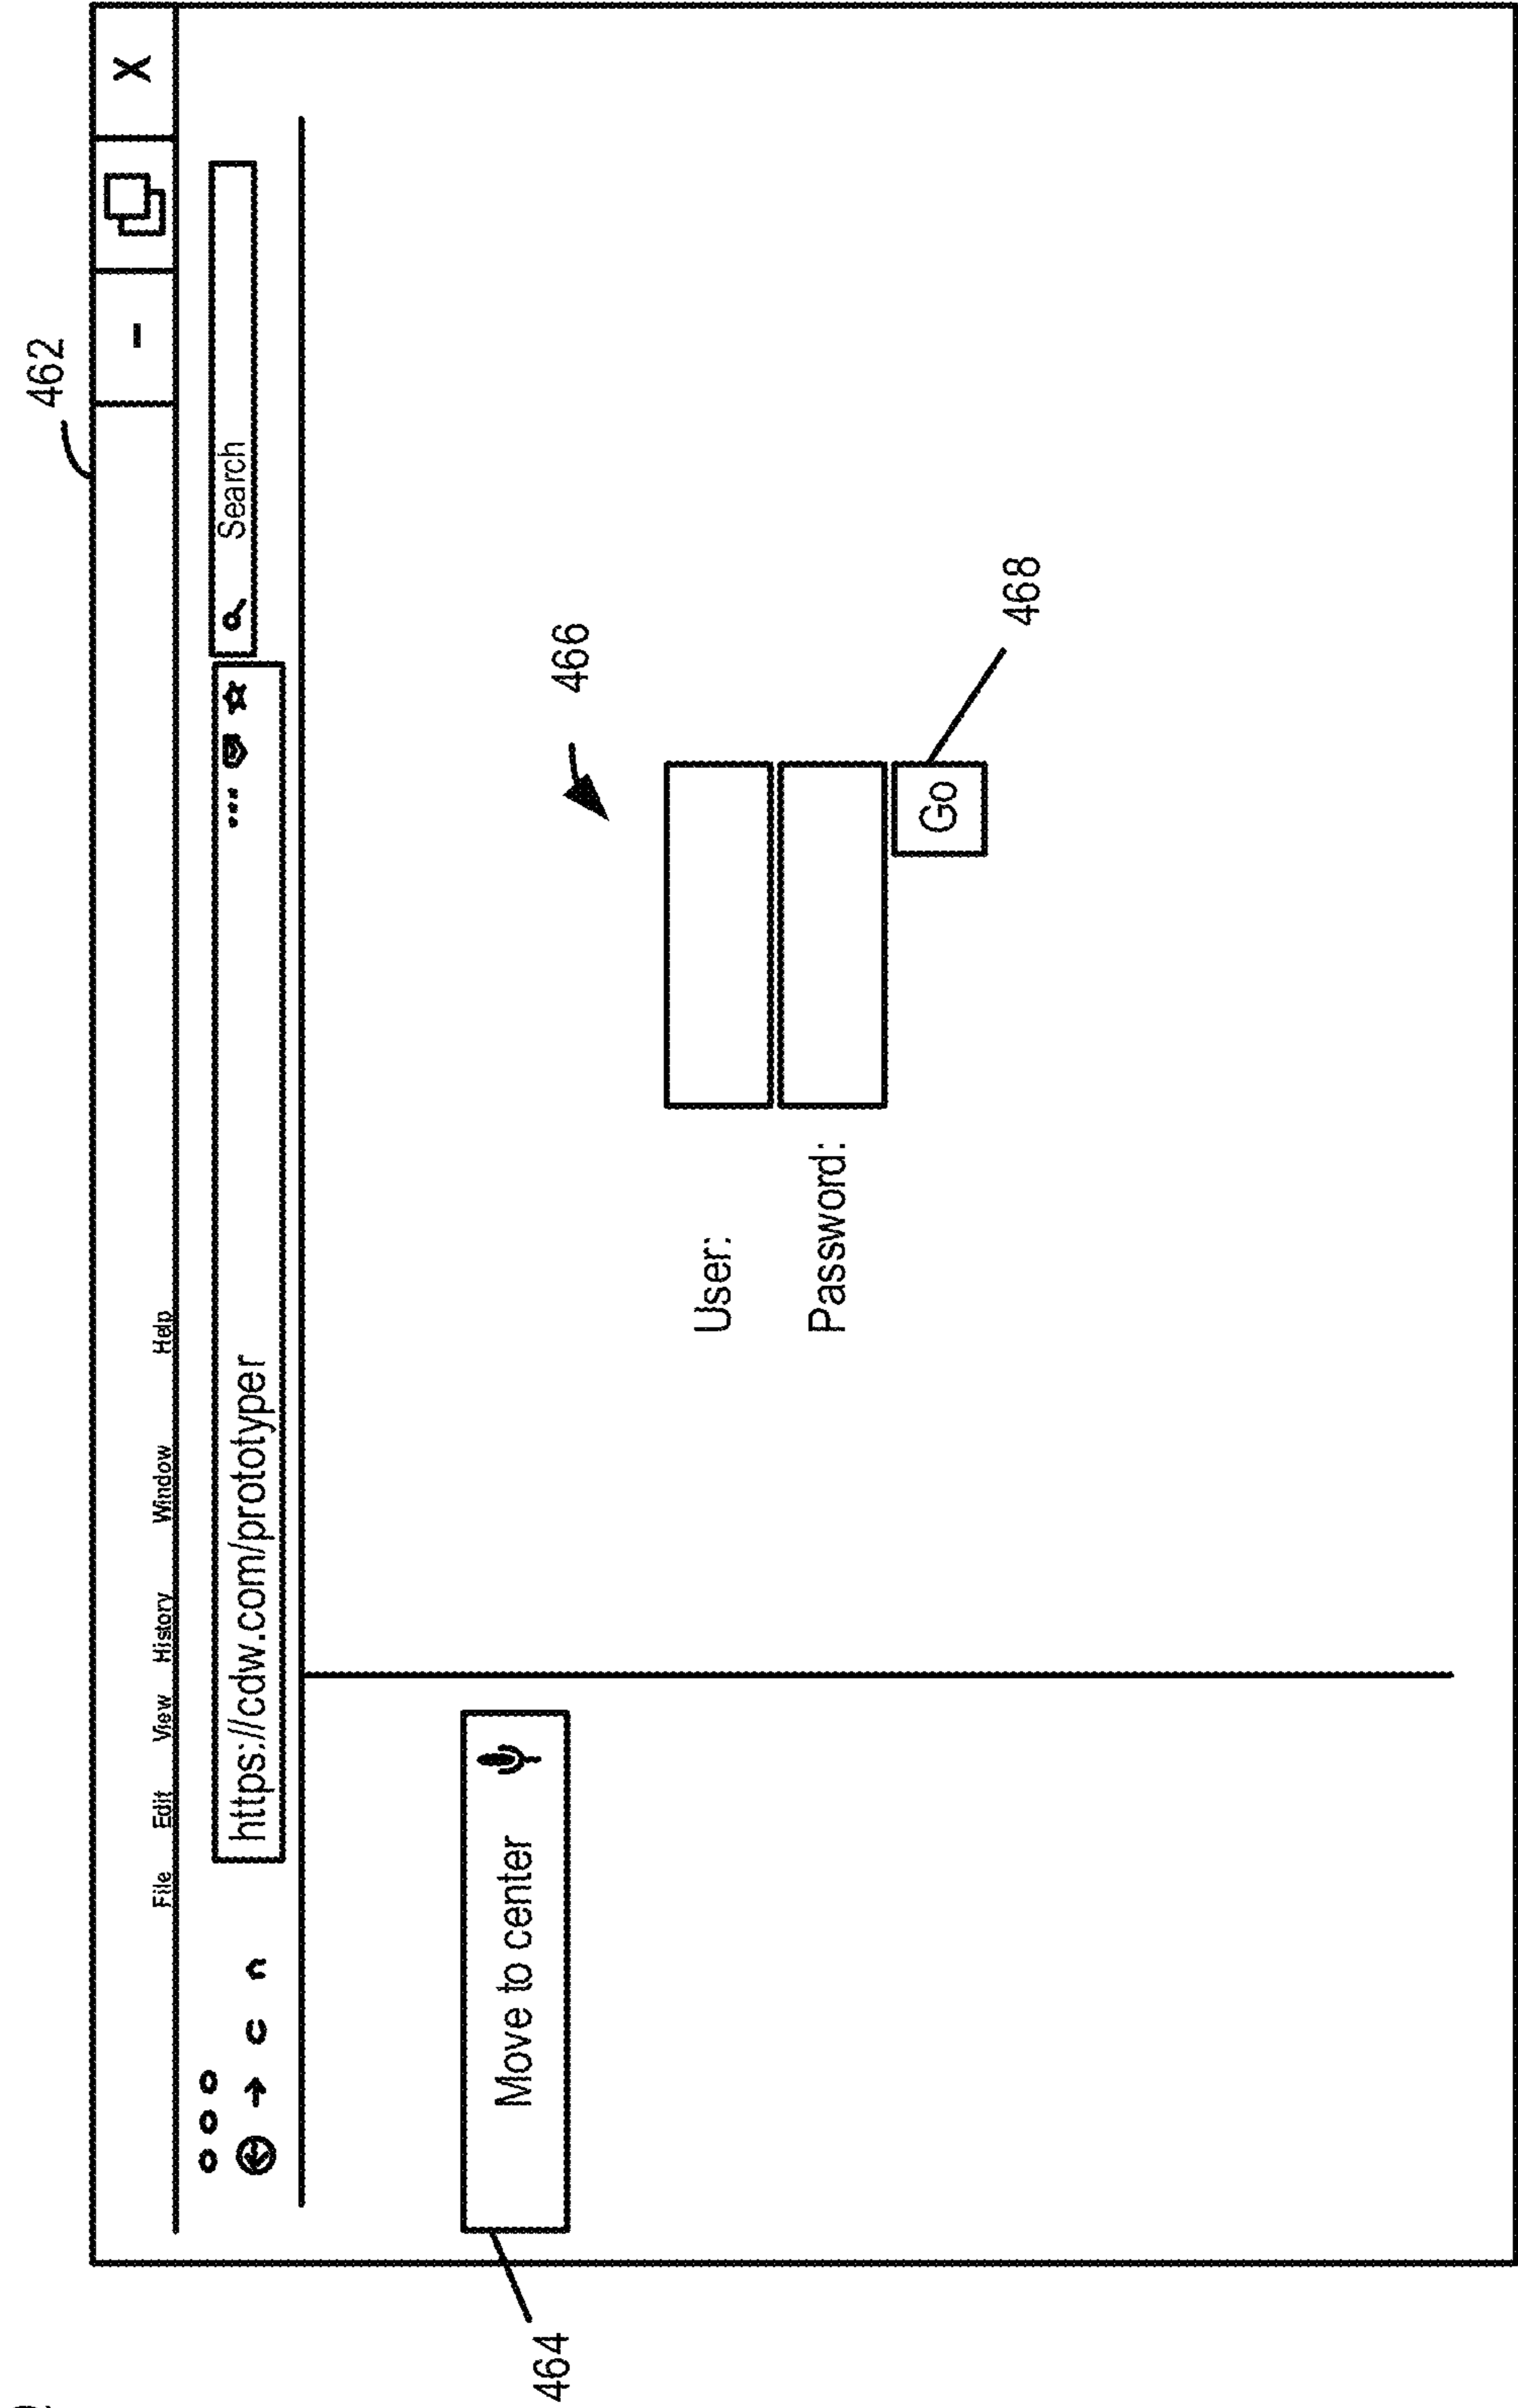 462
-
X
File Edit View History Window Help
https://cdw.com/prototyper
...
Search
464
Move to center
466
User:
Password:
Go
468